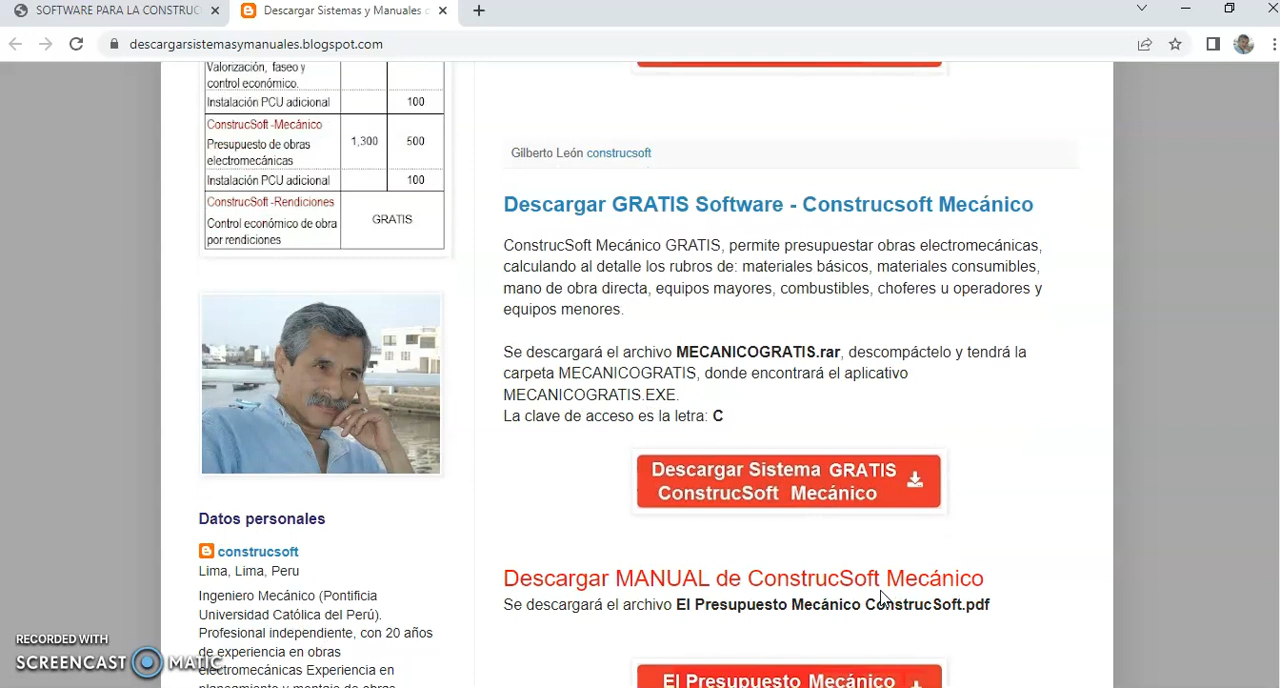 SOFTWARE PARA LA CONSTRUC
Descargar Sistemas y Manuales
descargarsistemasymanuales.blogspot.com
Valorización, faseo y
control económico.
Instalación PCU adicional 100
ConstrucSoft -Mecánico
Presupuesto de obras
electromecánicas
1,300 500
Instalación PCU adicional 100
ConstrucSoft -Rendiciones
Control económico de obra
por rendiciones
GRATIS
Datos personales
construcsoft
Lima, Lima, Peru
Ingeniero Mecánico (Pontificia
Universidad Católica del Perú).
Profesional independiente, con 20 años
de experiencia en obras
electromecánicas Experiencia en
Gilberto León construcsoft
Descargar GRATIS Software - Construcsoft Mecánico
ConstrucSoft Mecánico GRATIS, permite presupuestar obras electromecánicas,
calculando al detalle los rubros de: materiales básicos, materiales consumibles,
mano de obra directa, equipos mayores, combustibles, choferes u operadores y
equipos menores.
Se descargará el archivo MECANICOGRATIS.rar, descompáctelo y tendrá la
carpeta MECANICOGRATIS, donde encontrará el aplicativo
MECANICOGRATIS.EXE.
La clave de acceso es la letra: C
Descargar Sistema GRATIS
ConstrucSoft Mecánico
Descargar MANUAL de ConstrucSoft Mecánico
Se descargará el archivo El Presupuesto Mecánico ConstrucSoft.pdf
El Presupuesto Mecánico
RECORDED WITH
SCREENCAST MATIC